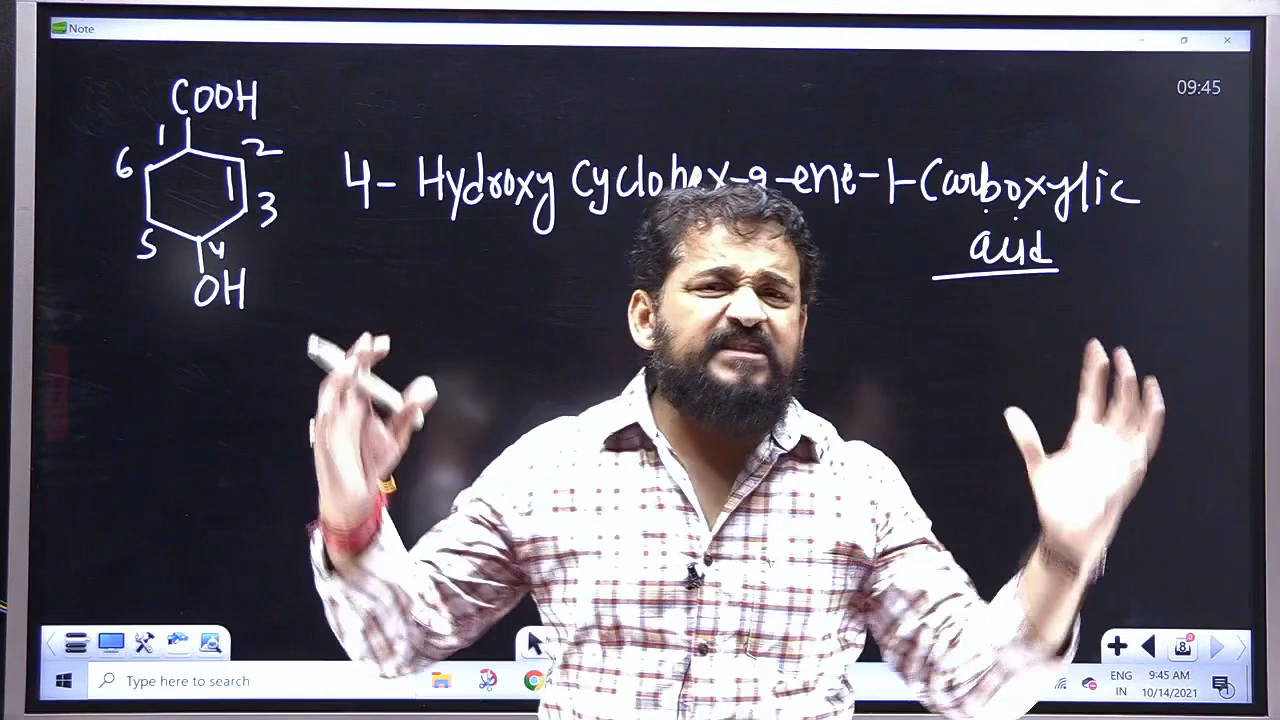 Note
09:45
COOH
1
6 2
4- Hydroxy Cyclohex-2-ene-1-Carboxylic
acid
3
5 4
OH
Type here to search
ENG
9:45 AM
10/14/2021